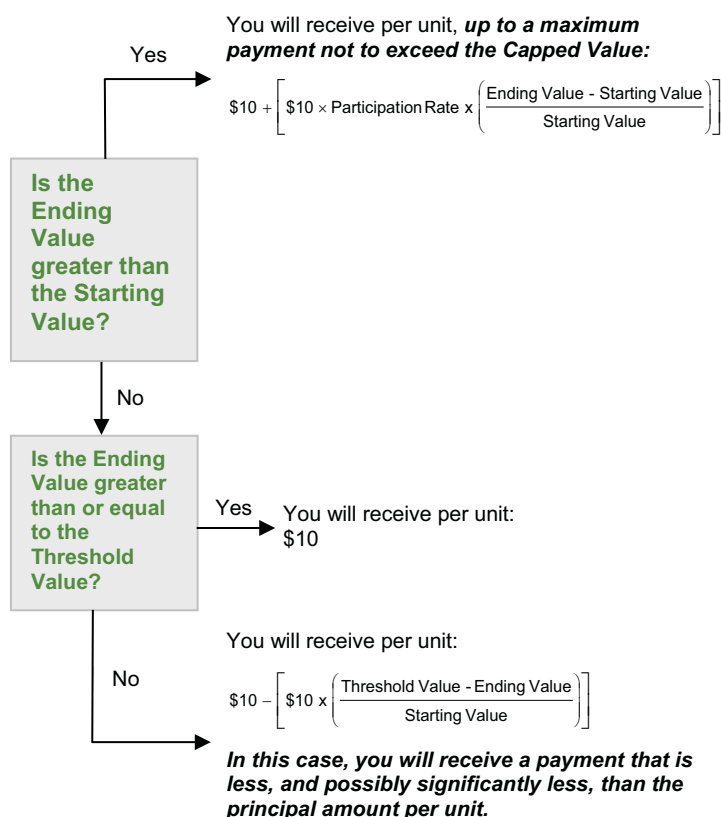 You will receive per unit, up to a maximum
payment not to exceed the Capped Value:
Yes
$10 + [ $10 × Participation Rate x ( Ending Value - Starting Value / Starting Value ) ]
Is the
Ending
Value
greater than
the Starting
Value?
No
Is the Ending
Value greater
than or equal
to the
Threshold
Value?
Yes
You will receive per unit:
$10
No
You will receive per unit:
$10 − [ $10 x ( Threshold Value - Ending Value / Starting Value ) ]
In this case, you will receive a payment that is
less, and possibly significantly less, than the
principal amount per unit.